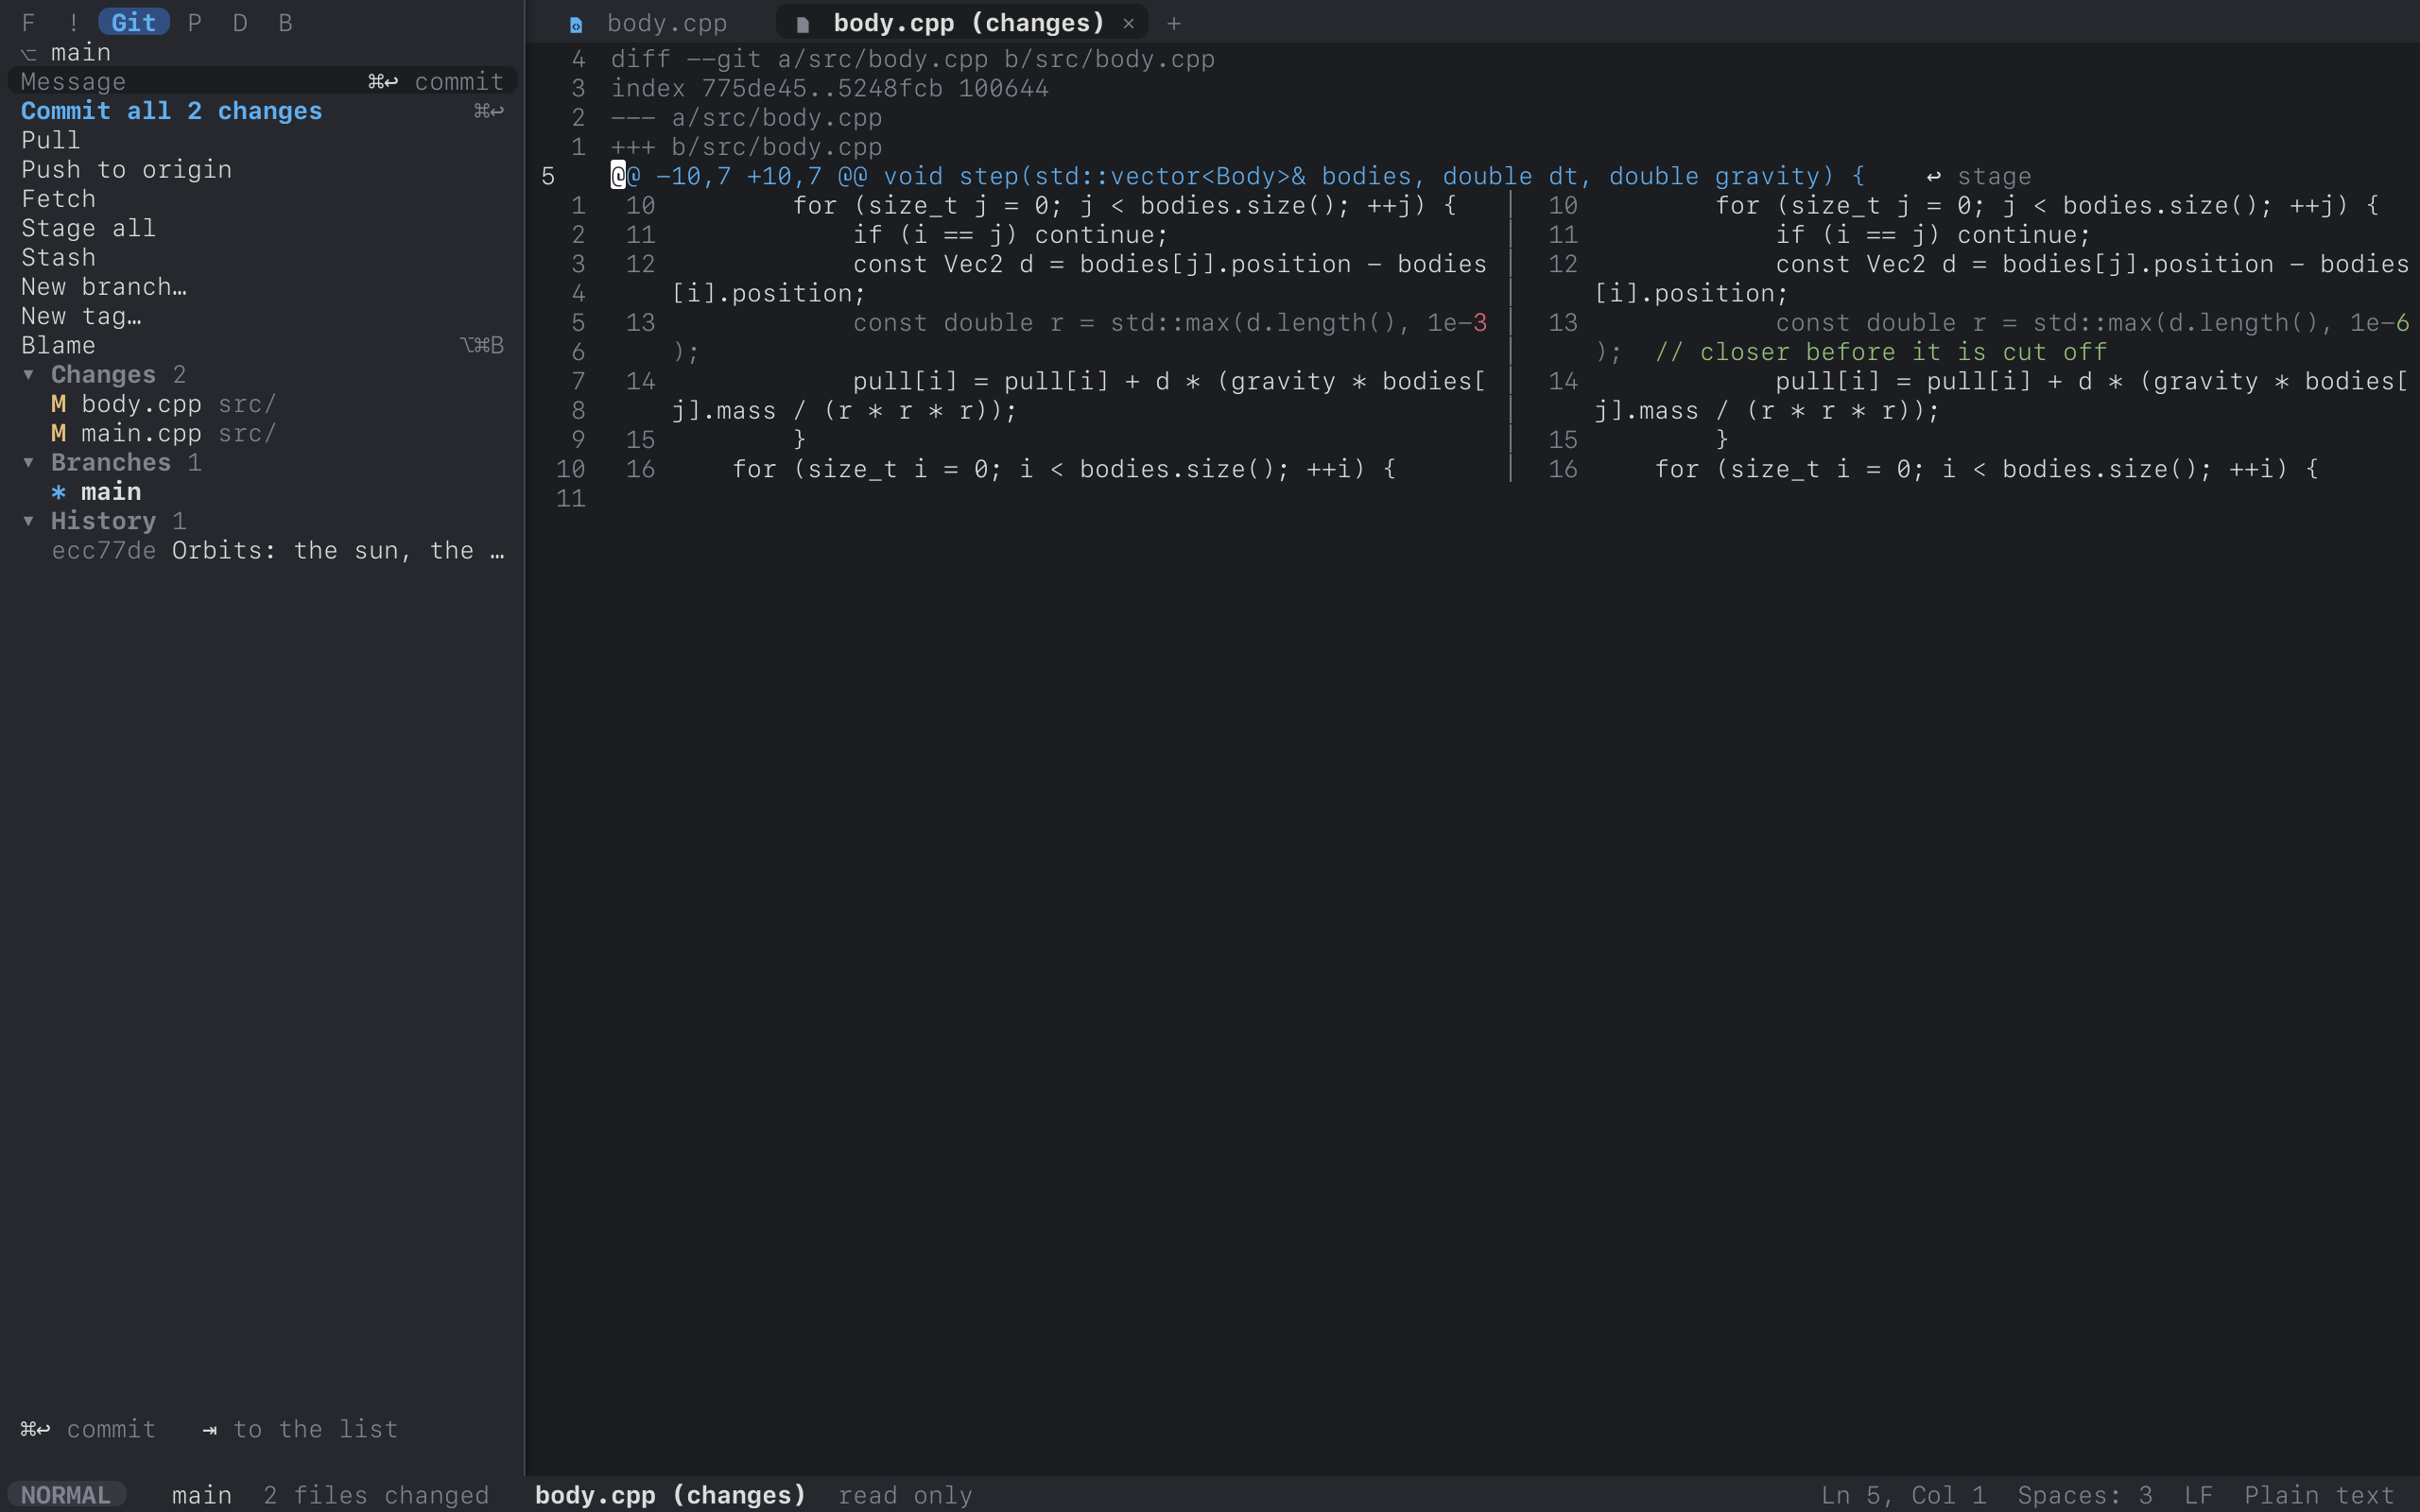 F ! Git P D B
⌥ main
Message ⌘↩ commit
Commit all 2 changes ⌘↩
Pull
Push to origin
Fetch
Stage all
Stash
New branch…
New tag…
Blame ⌥⌘B
▾ Changes 2
M body.cpp src/
M main.cpp src/
▾ Branches 1
* main
▾ History 1
ecc77de Orbits: the sun, the …
⌘↩ commit ⇥ to the list
body.cpp body.cpp (changes) × +
4 diff --git a/src/body.cpp b/src/body.cpp
3 index 775de45..5248fcb 100644
2 --- a/src/body.cpp
1 +++ b/src/body.cpp
5 @@ -10,7 +10,7 @@ void step(std::vector<Body>& bodies, double dt, double gravity) { ↩ stage
1 10 for (size_t j = 0; j < bodies.size(); ++j) { | 10 for (size_t j = 0; j < bodies.size(); ++j) {
2 11 if (i == j) continue; | 11 if (i == j) continue;
3 12 const Vec2 d = bodies[j].position - bodies | 12 const Vec2 d = bodies[j].position - bodies
4 [i].position; | [i].position;
5 13 const double r = std::max(d.length(), 1e-3 | 13 const double r = std::max(d.length(), 1e-6
6 ); | ); // closer before it is cut off
7 14 pull[i] = pull[i] + d * (gravity * bodies[ | 14 pull[i] = pull[i] + d * (gravity * bodies[
8 j].mass / (r * r * r)); | j].mass / (r * r * r));
9 15 } | 15 }
10 16 for (size_t i = 0; i < bodies.size(); ++i) { | 16 for (size_t i = 0; i < bodies.size(); ++i) {
11
NORMAL main 2 files changed body.cpp (changes) read only Ln 5, Col 1 Spaces: 3 LF Plain text